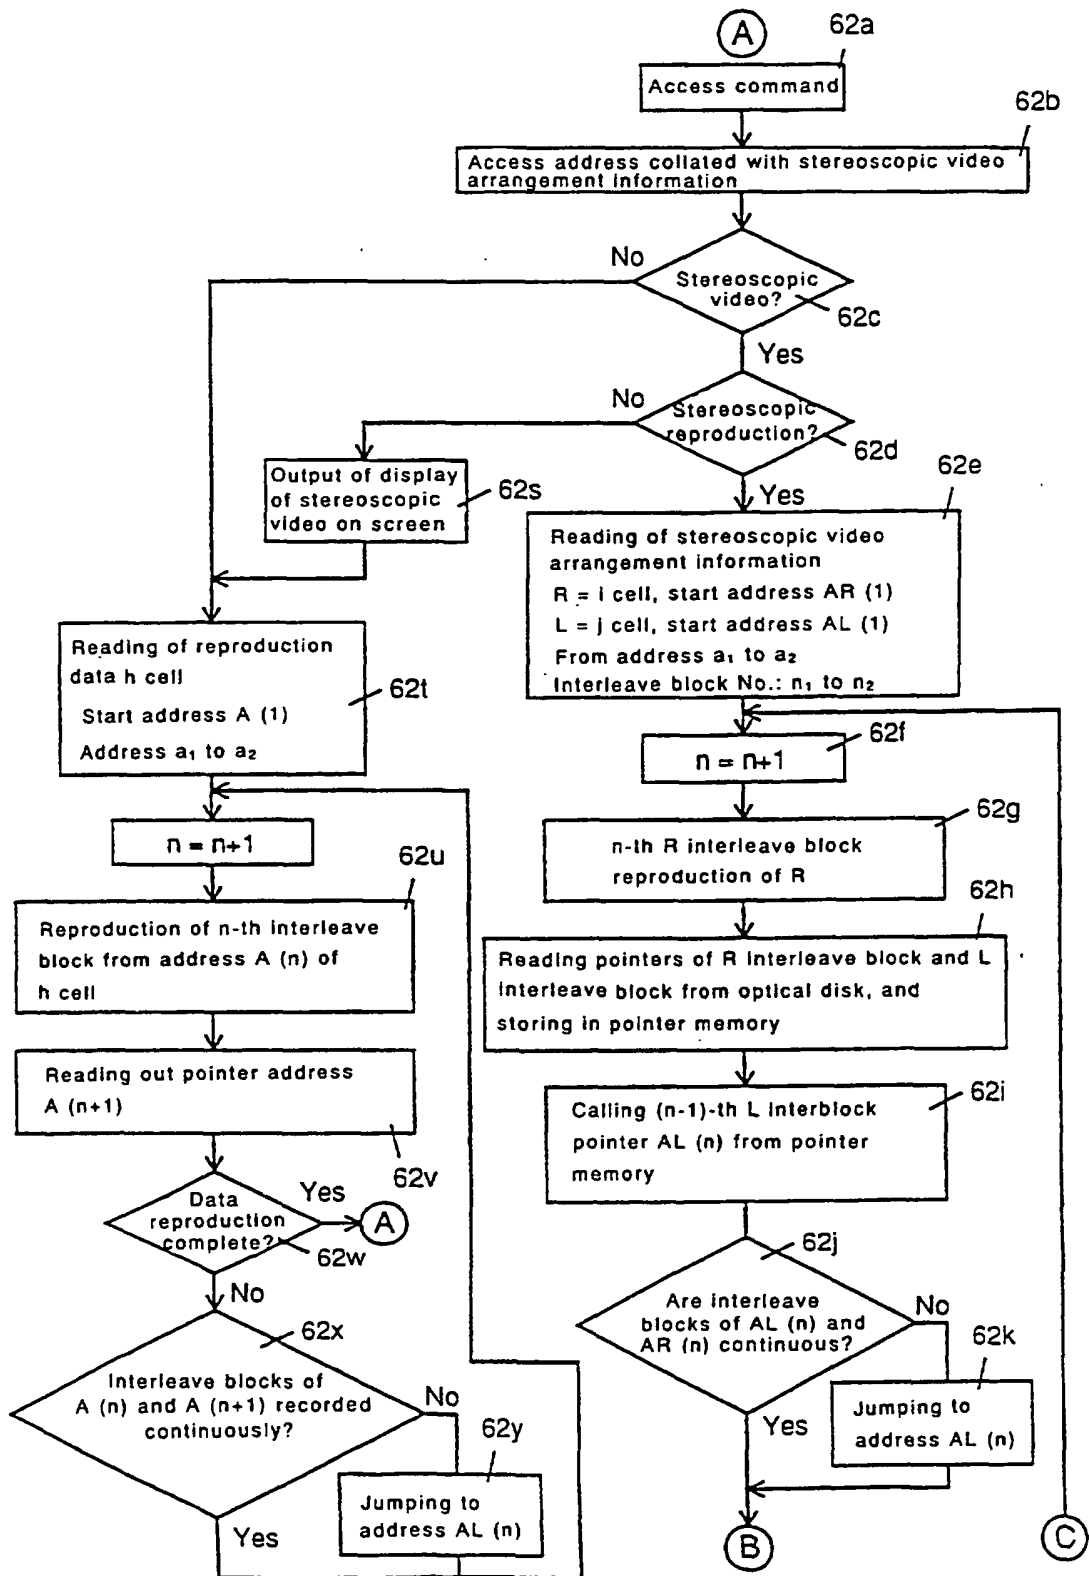 A
62a
Access command
62b
Access address collated with stereoscopic video
arrangement information
No
Stereoscopic
video?
62c
Yes
No
Stereoscopic
reproduction?
62d
Yes
Output of display
of stereoscopic
video on screen
62s
62e
Reading of stereoscopic video
arrangement information
R = i cell, start address AR (1)
L = j cell, start address AL (1)
From address a₁ to a₂
Interleave block No.: n₁ to n₂
Reading of reproduction
data h cell
Start address A (1)
Address a₁ to a₂
62t
62f
n = n+1
n = n+1
62g
n-th R interleave block
reproduction of R
62u
Reproduction of n-th interleave
block from address A (n) of
h cell
62h
Reading pointers of R interleave block and L
interleave block from optical disk, and
storing in pointer memory
Reading out pointer address
A (n+1)
62v
62i
Calling (n-1)-th L interblock
pointer AL (n) from pointer
memory
Data
reproduction
complete?
Yes
A
62w
No
62j
Are interleave
blocks of AL (n) and
AR (n) continuous?
No
62k
Jumping to
address AL (n)
Yes
62x
Interleave blocks of
A (n) and A (n+1) recorded
continuously?
No
62y
Jumping to
address AL (n)
Yes
B
C